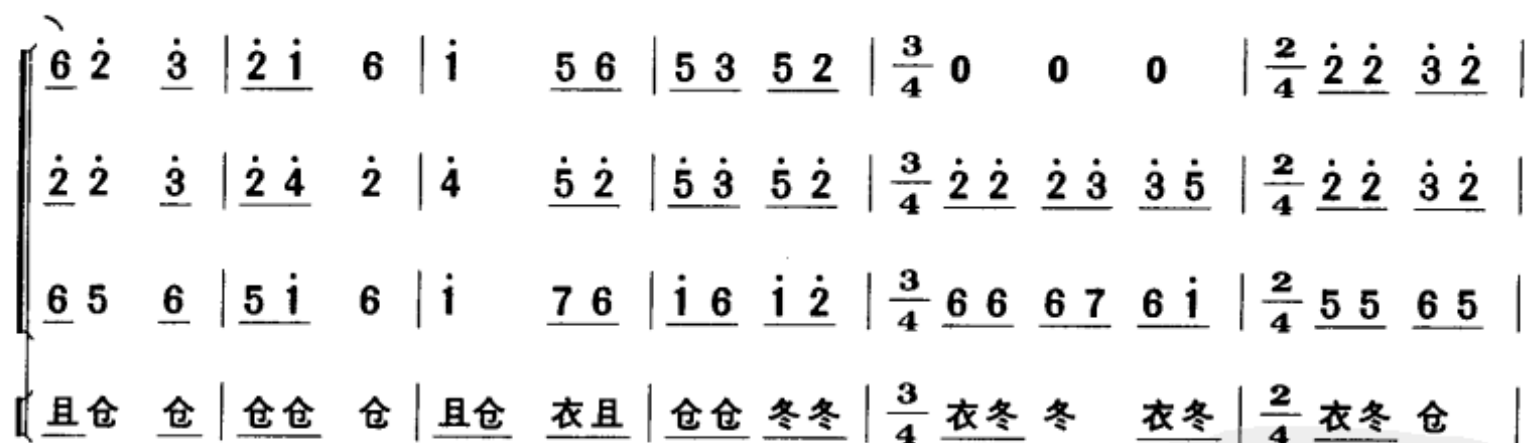 6 2̇ 3̇ | 2̇ 1̇ 6 | 1̇ 5 6 | 5 3 5 2 | 3/4 0 0 0 | 2/4 2̇ 2̇ 3̇ 2̇ |
2̇ 2̇ 3̇ | 2̇ 4̇ 2̇ | 4̇ 5̇ 2̇ | 5̇ 3̇ 5̇ 2̇ | 3/4 2̇ 2̇ 2̇ 3̇ 3̇ 5̇ | 2/4 2̇ 2̇ 3̇ 2̇ |
6 5 6 | 5 1̇ 6 | 1̇ 7 6 | 1̇ 6 1̇ 2̇ | 3/4 6 6 6 7 6 1̇ | 2/4 5 5 6 5 |
且仓 仓 | 仓仓 仓 | 且仓 衣且 | 仓仓 冬冬 | 3/4 衣冬 冬 衣冬 | 2/4 衣冬 仓 |